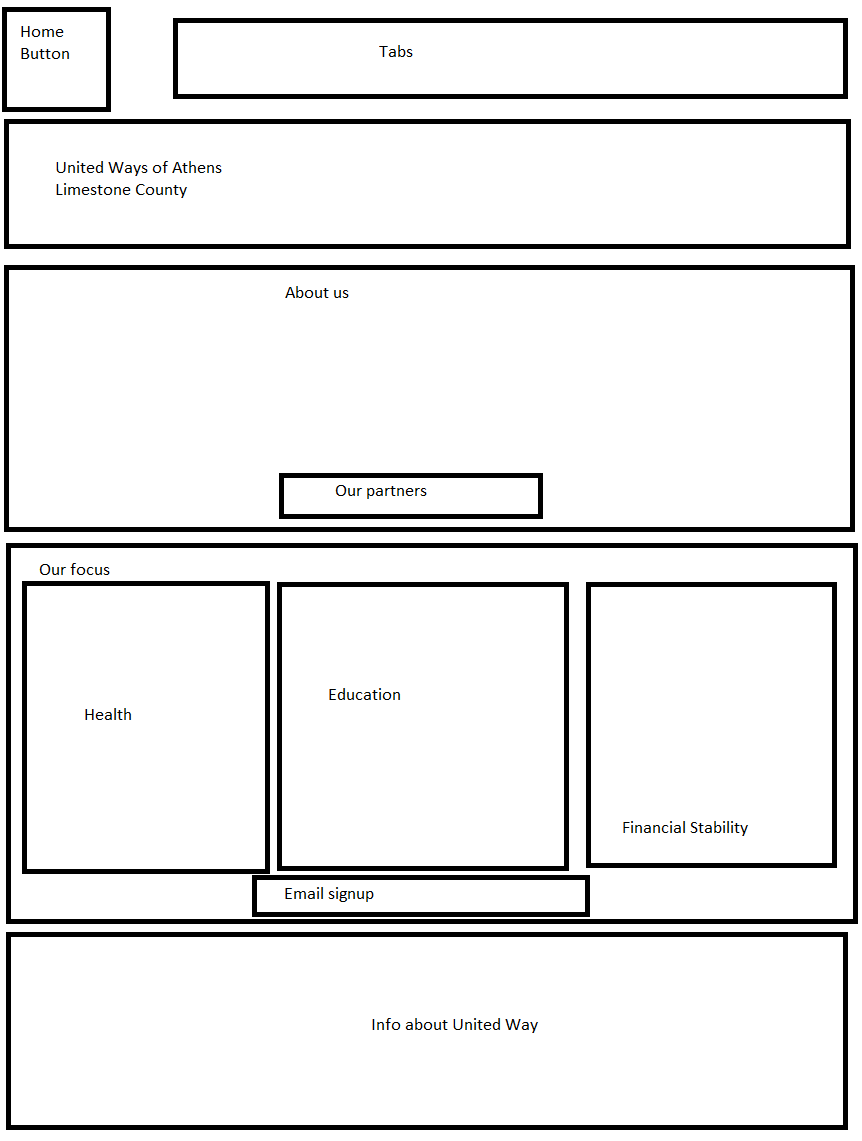 Home
Button
Tabs
United Ways of Athens
Limestone County
About us
Our partners
Our focus
Health
Education
Financial Stability
Email signup
Info about United Way